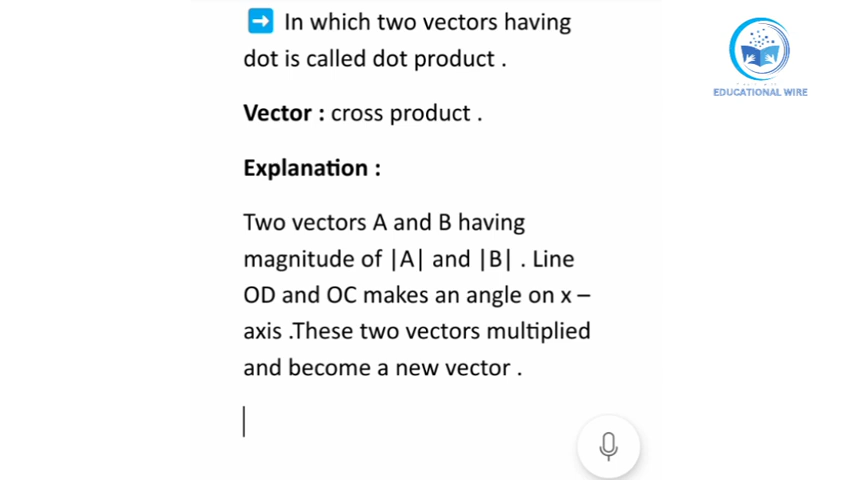 ➡ In which two vectors having
dot is called dot product .
Vector : cross product .
Explanation :
Two vectors A and B having
magnitude of |A| and |B| . Line
OD and OC makes an angle on x –
axis .These two vectors multiplied
and become a new vector .
EDUCATIONAL WIRE